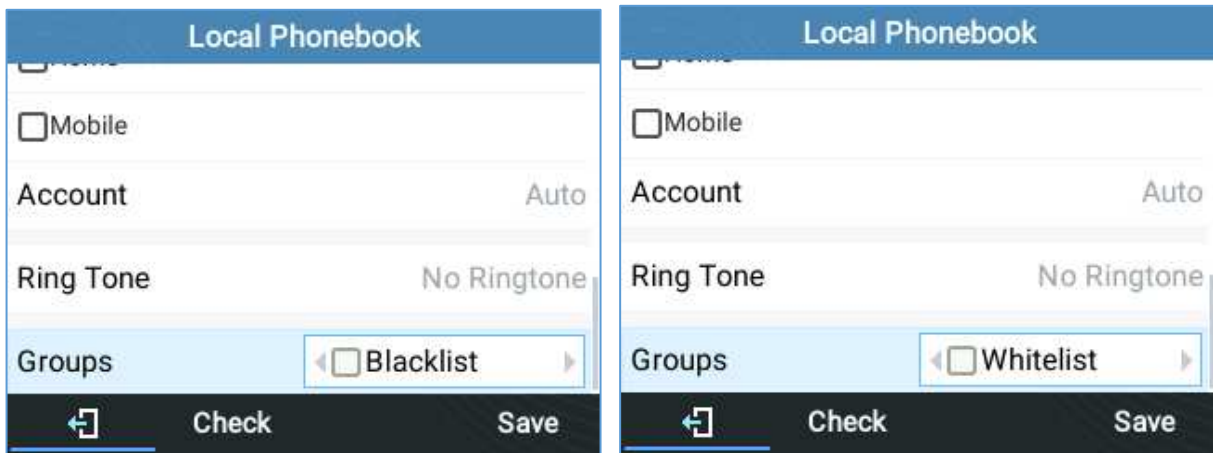 Local Phonebook
Mobile
Account Auto
Ring Tone No Ringtone
Groups Blacklist
Check Save
Local Phonebook
Mobile
Account Auto
Ring Tone No Ringtone
Groups Whitelist
Check Save